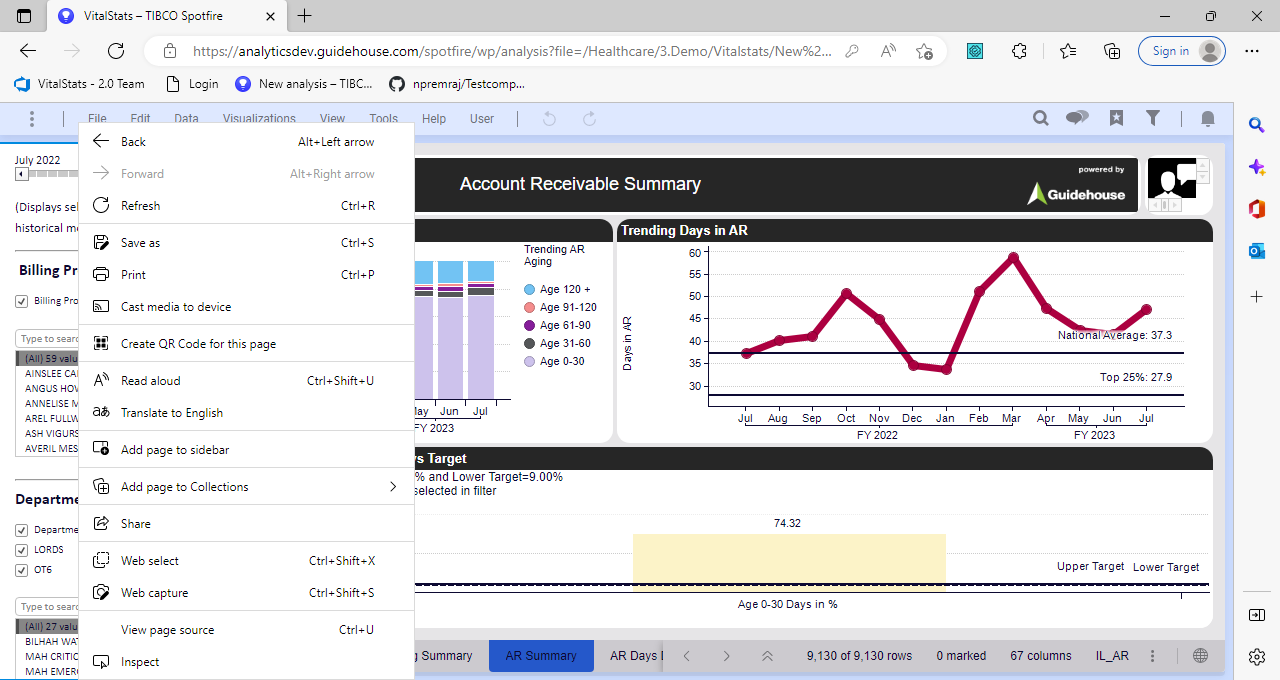 VitalStats – TIBCO Spotfire
https://analyticsdev.guidehouse.com/spotfire/wp/analysis?file=/Healthcare/3.Demo/Vitalstats/New%2...
Sign in
VitalStats - 2.0 Team
Login
New analysis – TIBC...
npremraj/Testcomp...
File Edit Data Visualizations View Tools Help User
July 2022
(Displays sel
historical mo
Billing Pr
Billing Pro
Type to searc
(All) 59 valu
AINSLEE CAI
ANGUS HOV
ANNELISE M
AREL FULLW
ASH VIGURS
AVERIL MES
Departme
Departme
LORDS
OT6
Type to searc
(All) 27 valu
BILHAH WAT
MAH CRITIC
MAH EMERG
Back Alt+Left arrow
Forward Alt+Right arrow
Refresh Ctrl+R
Save as Ctrl+S
Print Ctrl+P
Cast media to device
Create QR Code for this page
Read aloud Ctrl+Shift+U
Translate to English
Add page to sidebar
Add page to Collections
Share
Web select Ctrl+Shift+X
Web capture Ctrl+Shift+S
View page source Ctrl+U
Inspect
Account Receivable Summary
powered by
Guidehouse
Trending AR
Aging
Age 120 +
Age 91-120
Age 61-90
Age 31-60
Age 0-30
May Jun Jul
FY 2023
Trending Days in AR
Days in AR
60
55
50
45
40
35
30
National Average: 37.3
Top 25%: 27.9
Jul Aug Sep Oct Nov Dec Jan Feb Mar Apr May Jun Jul
FY 2022 FY 2023
ys Target
% and Lower Target=9.00%
selected in filter
74.32
Upper Target Lower Target
Age 0-30 Days in %
g Summary
AR Summary
AR Days I
9,130 of 9,130 rows
0 marked
67 columns
IL_AR